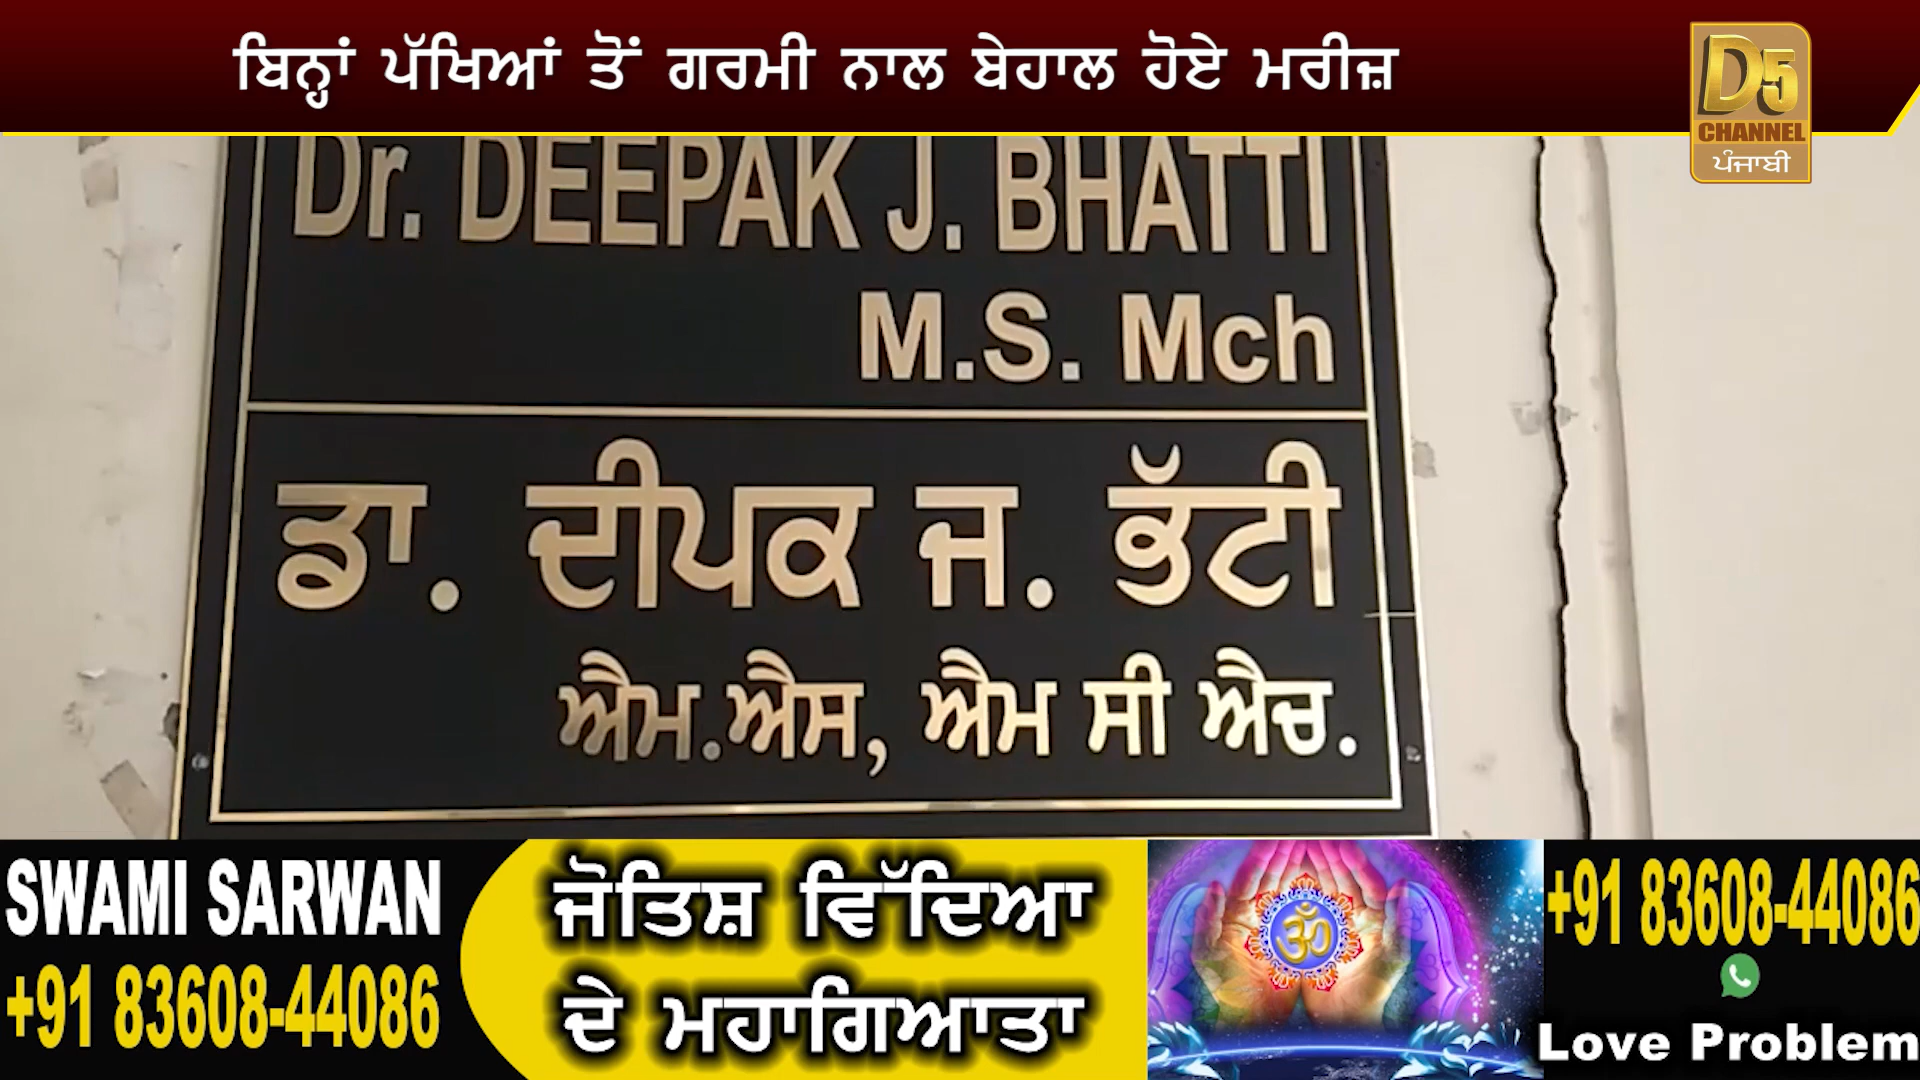 ਬਿਨ੍ਹਾਂ ਪੱਖਿਆਂ ਤੋਂ ਗਰਮੀ ਨਾਲ ਬੇਹਾਲ ਹੋਏ ਮਰੀਜ਼
D5
CHANNEL
ਪੰਜਾਬੀ
Dr. DEEPAK J. BHATTI
M.S. Mch
ਡਾ. ਦੀਪਕ ਜ. ਭੱਟੀ
ਐਮ.ਐਸ, ਐਮ ਸੀ ਐਚ.
SWAMI SARWAN
+91 83608-44086
ਜੋਤਿਸ਼ ਵਿੱਦਿਆ
ਦੇ ਮਹਾਗਿਆਤਾ
ॐ
+91 83608-44086
Love Problem